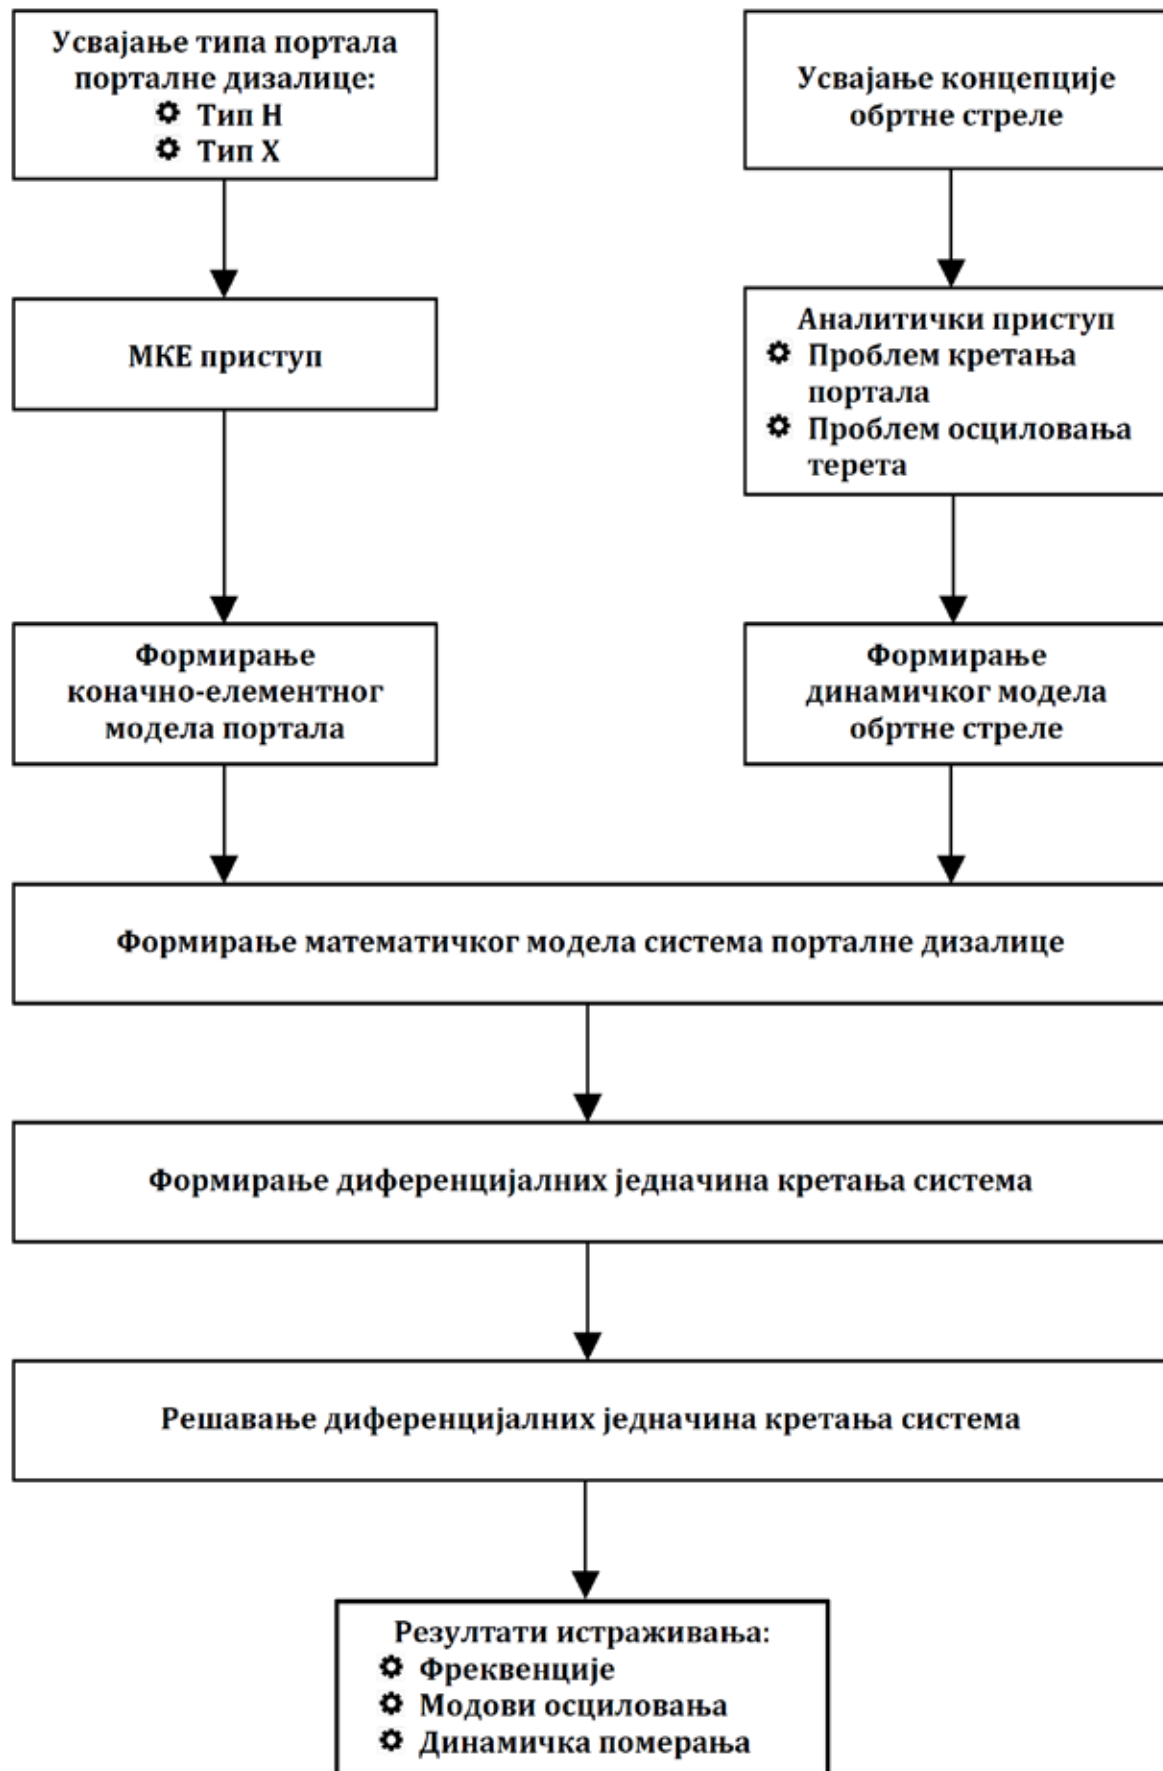 Усвајање типа портала
порталне дизалице:
Тип Н
Тип Х
Усвајање концепције
обртне стреле
МКЕ приступ
Аналитички приступ
Проблем кретања
портала
Проблем осциловања
терета
Формирање
коначно-елементног
модела портала
Формирање
динамичког модела
обртне стреле
Формирање математичког модела система порталне дизалице
Формирање диференцијалних једначина кретања система
Решавање диференцијалних једначина кретања система
Резултати истраживања:
Фреквенције
Модови осциловања
Динамичка померања